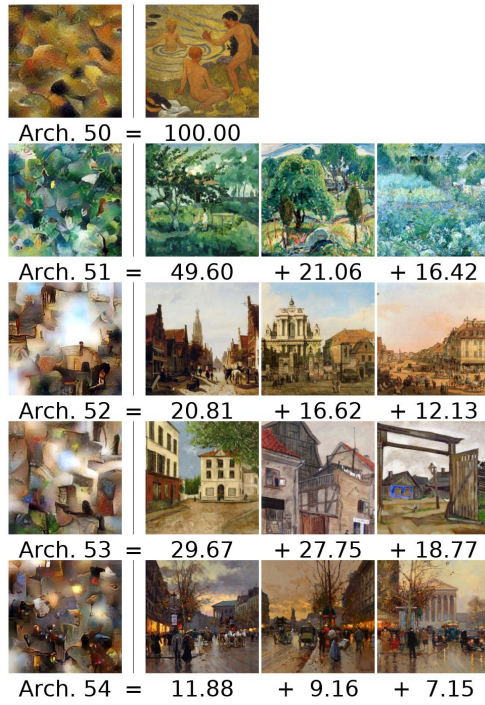 Arch. 50 = 100.00
Arch. 51 = 49.60 + 21.06 + 16.42
Arch. 52 = 20.81 + 16.62 + 12.13
Arch. 53 = 29.67 + 27.75 + 18.77
Arch. 54 = 11.88 + 9.16 + 7.15